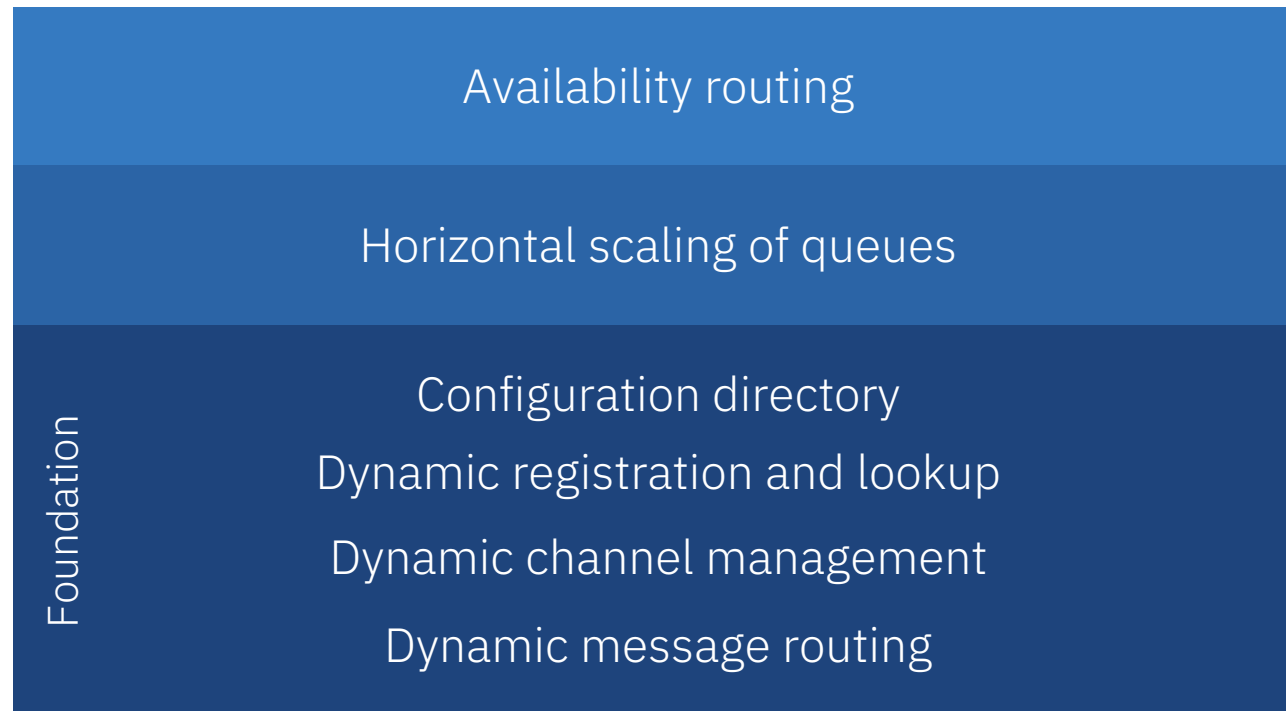 Availability routing
Horizontal scaling of queues
Foundation
Configuration directory
Dynamic registration and lookup
Dynamic channel management
Dynamic message routing